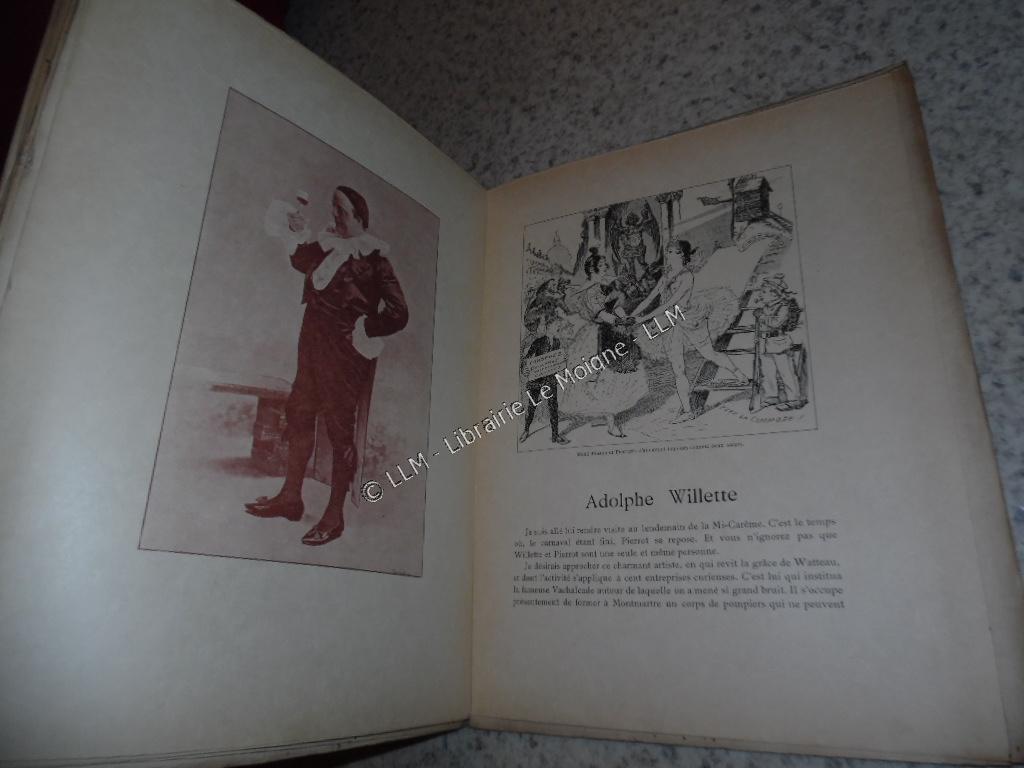 © LLM - Librairie Le Moigne - LLM
Adolphe Willette
Je suis allé lui rendre visite au lendemain de la Mi-Carême. C'est le temps
où, le carnaval étant fini, Pierrot se repose. Et vous n'ignorez pas que
Willette et Pierrot sont une seule et même personne.
Je désirais approcher ce charmant artiste, en qui revit la grâce de Watteau,
et dont l'activité s'applique à cent entreprises curieuses. C'est lui qui institua
la fameuse Vachalcade autour de laquelle on a mené si grand bruit. Il s'occupe
présentement de former à Montmartre un corps de pompiers qui ne peuvent